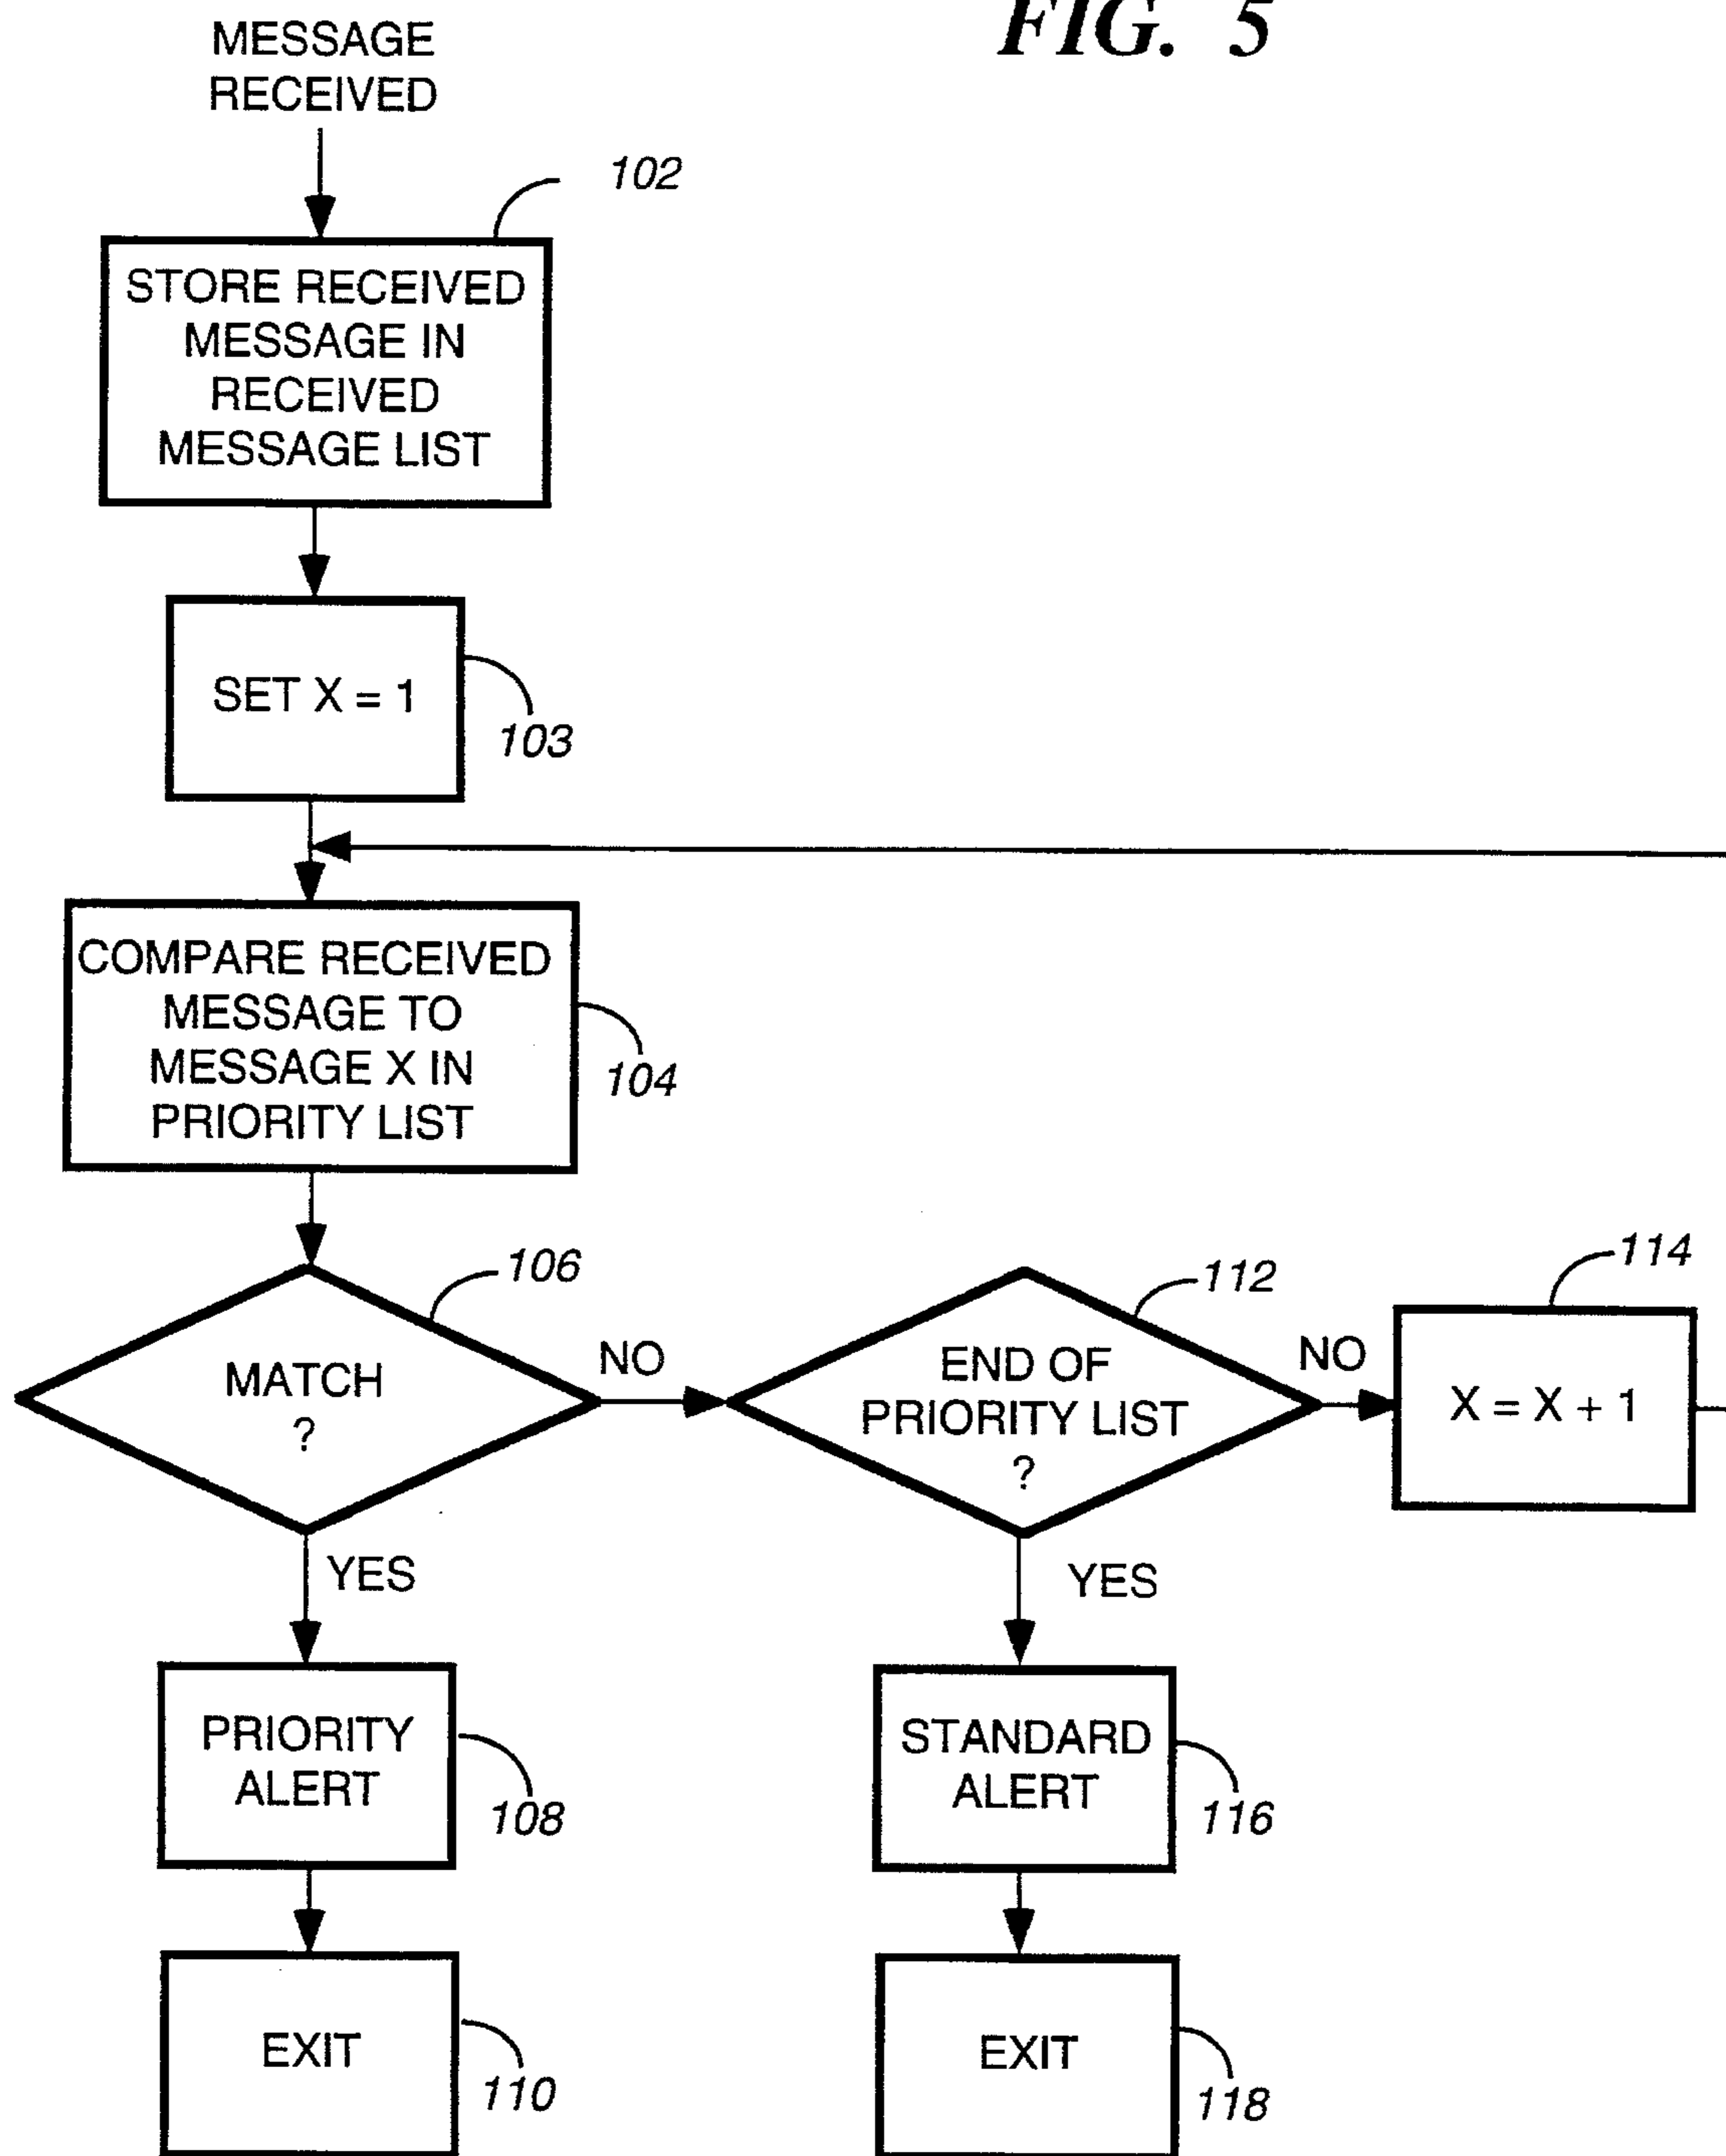 FIG. 5
MESSAGE
RECEIVED
102
STORE RECEIVED
MESSAGE IN
RECEIVED
MESSAGE LIST
SET X = 1
103
COMPARE RECEIVED
MESSAGE TO
MESSAGE X IN
PRIORITY LIST
104
106
MATCH
?
NO
112
END OF
PRIORITY LIST
?
NO
114
X = X + 1
YES
YES
PRIORITY
ALERT
108
STANDARD
ALERT
116
EXIT
110
EXIT
118